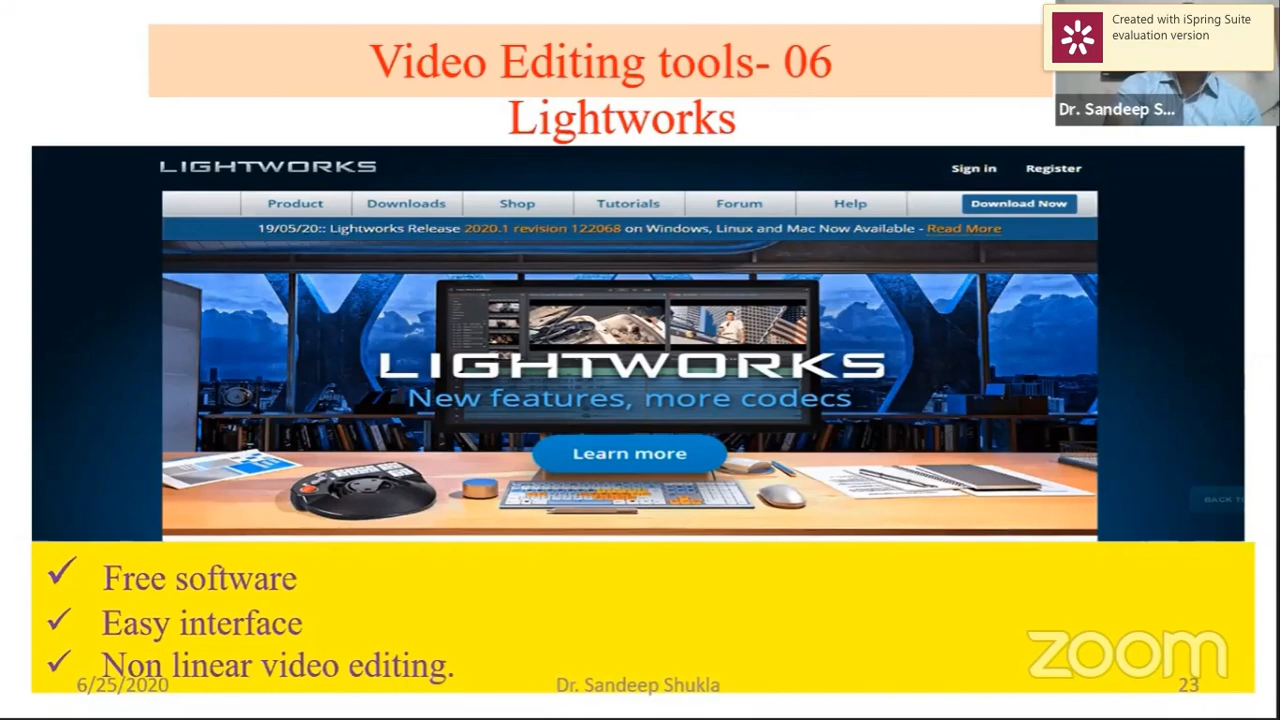 Video Editing tools- 06
Lightworks
Created with iSpring Suite
evaluation version
Dr. Sandeep S...
LIGHTWORKS
Sign in Register
Product Downloads Shop Tutorials Forum Help Download Now
19/05/20:: Lightworks Release 2020.1 revision 122068 on Windows, Linux and Mac Now Available - Read More
LIGHTWORKS
New features, more codecs
Learn more
BACK TO
✓ Free software
✓ Easy interface
✓ Non linear video editing.
zoom
6/25/2020 Dr. Sandeep Shukla 23